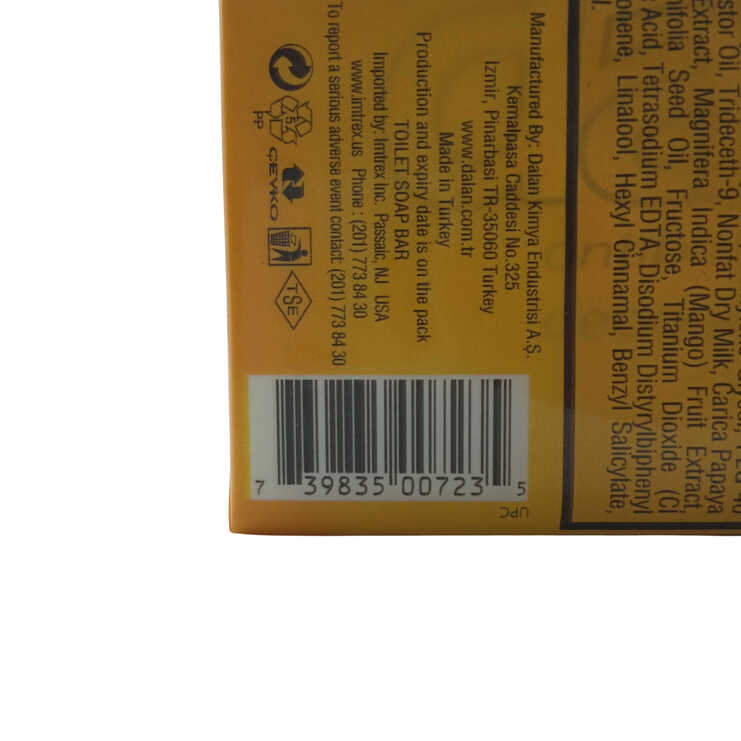 stor Oil, Trideceth-9, Nonfat Dry Milk, Carica Papaya
Extract, Magnifera Indica (Mango) Fruit Extract,
nifolia Seed Oil, Fructose, Titanium Dioxide (CI
Acid, Tetrasodium EDTA, Disodium Distyrylbiphenyl
onene, Linalool, Hexyl Cinnamal, Benzyl Salicylate,
Manufactured By: Dalan Kimya Endustrisi A.Ş.
Kemalpaşa Caddesi No.325
Izmir, Pinarbasi TR-35060 Turkey
www.dalan.com.tr
Made in Turkey
Production and expiry date is on the pack
TOILET SOAP BAR
Imported by: Imtrex Inc. Passaic, NJ USA
www.imtrex.us Phone : (201) 773 84 30
To report a serious adverse event contact: (201) 773 84 30
PP
ÇEVKO
TSE
7 39835 00723 5
UPC